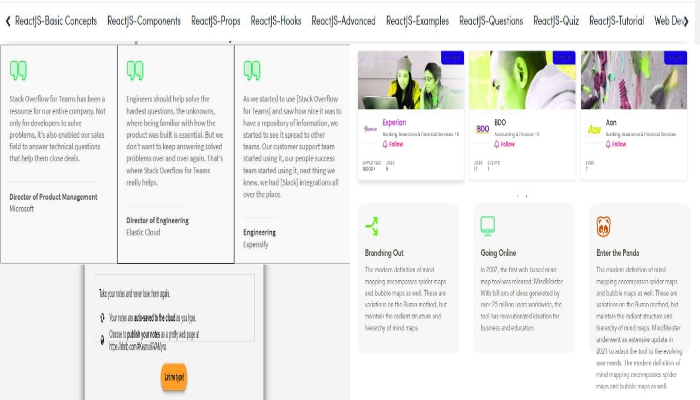 ReactJS-Basic Concepts ReactJS-Components ReactJS-Props ReactJS-Hooks ReactJS-Advanced ReactJS-Examples ReactJS-Questions ReactJS-Quiz ReactJS-Tutorial Web Dev
Stack Overflow for Teams has been a
resource for our entire company. Not
only for developers to solve
problems, it's also enabled our sales
field to answer technical questions
that help them close deals.
Director of Product Management
Microsoft
Engineers should help solve the
hardest questions, the unknowns,
where being familiar with how the
product was built is essential. But we
don't want to keep answering solved
problems over and over again. That's
where Stack Overflow for Teams
really helps.
Director of Engineering
Elastic Cloud
As we started to use [Stack Overflow
for Teams] and saw how nice it was to
have a repository of information, we
started to see it spread to other
teams. Our customer support team
started using it, our people success
team started using it, next thing we
knew, we had [Slack] integrations all
over the place.
Engineering
Expensify
Experian
Banking, Insurance & Financial Services +3
Follow
BDO
BDO
Accounting & Finance +3
Follow
Aon
Aon
Banking, Insurance & Financial Services
Follow
Take your notes and never lose them again.
Your notes are auto-saved to the cloud as you type.
Choose to publish your notes as a pretty web page at
Let me type!
Branching Out
The modern definition of mind
mapping encompasses spider maps
and bubble maps as well. These are
variations on the Buzan method, but
maintain the radiant structure and
hierarchy of mind maps.
Going Online
In 2007, the first web-based mind
map tool was released: MindMeister.
With billions of ideas generated by
over 25 million users worldwide, the
tool has revolutionized ideation for
business and education.
Enter the Panda
The modern definition of mind
mapping encompasses spider maps
and bubble maps as well. These are
variations on the Buzan method, but
maintain the radiant structure and
hierarchy of mind maps. MindMeister
underwent an extensive update in
2021 to adapt to the evolving
user needs. The modern definition of
mind mapping encompasses spider
maps and bubble maps as well.